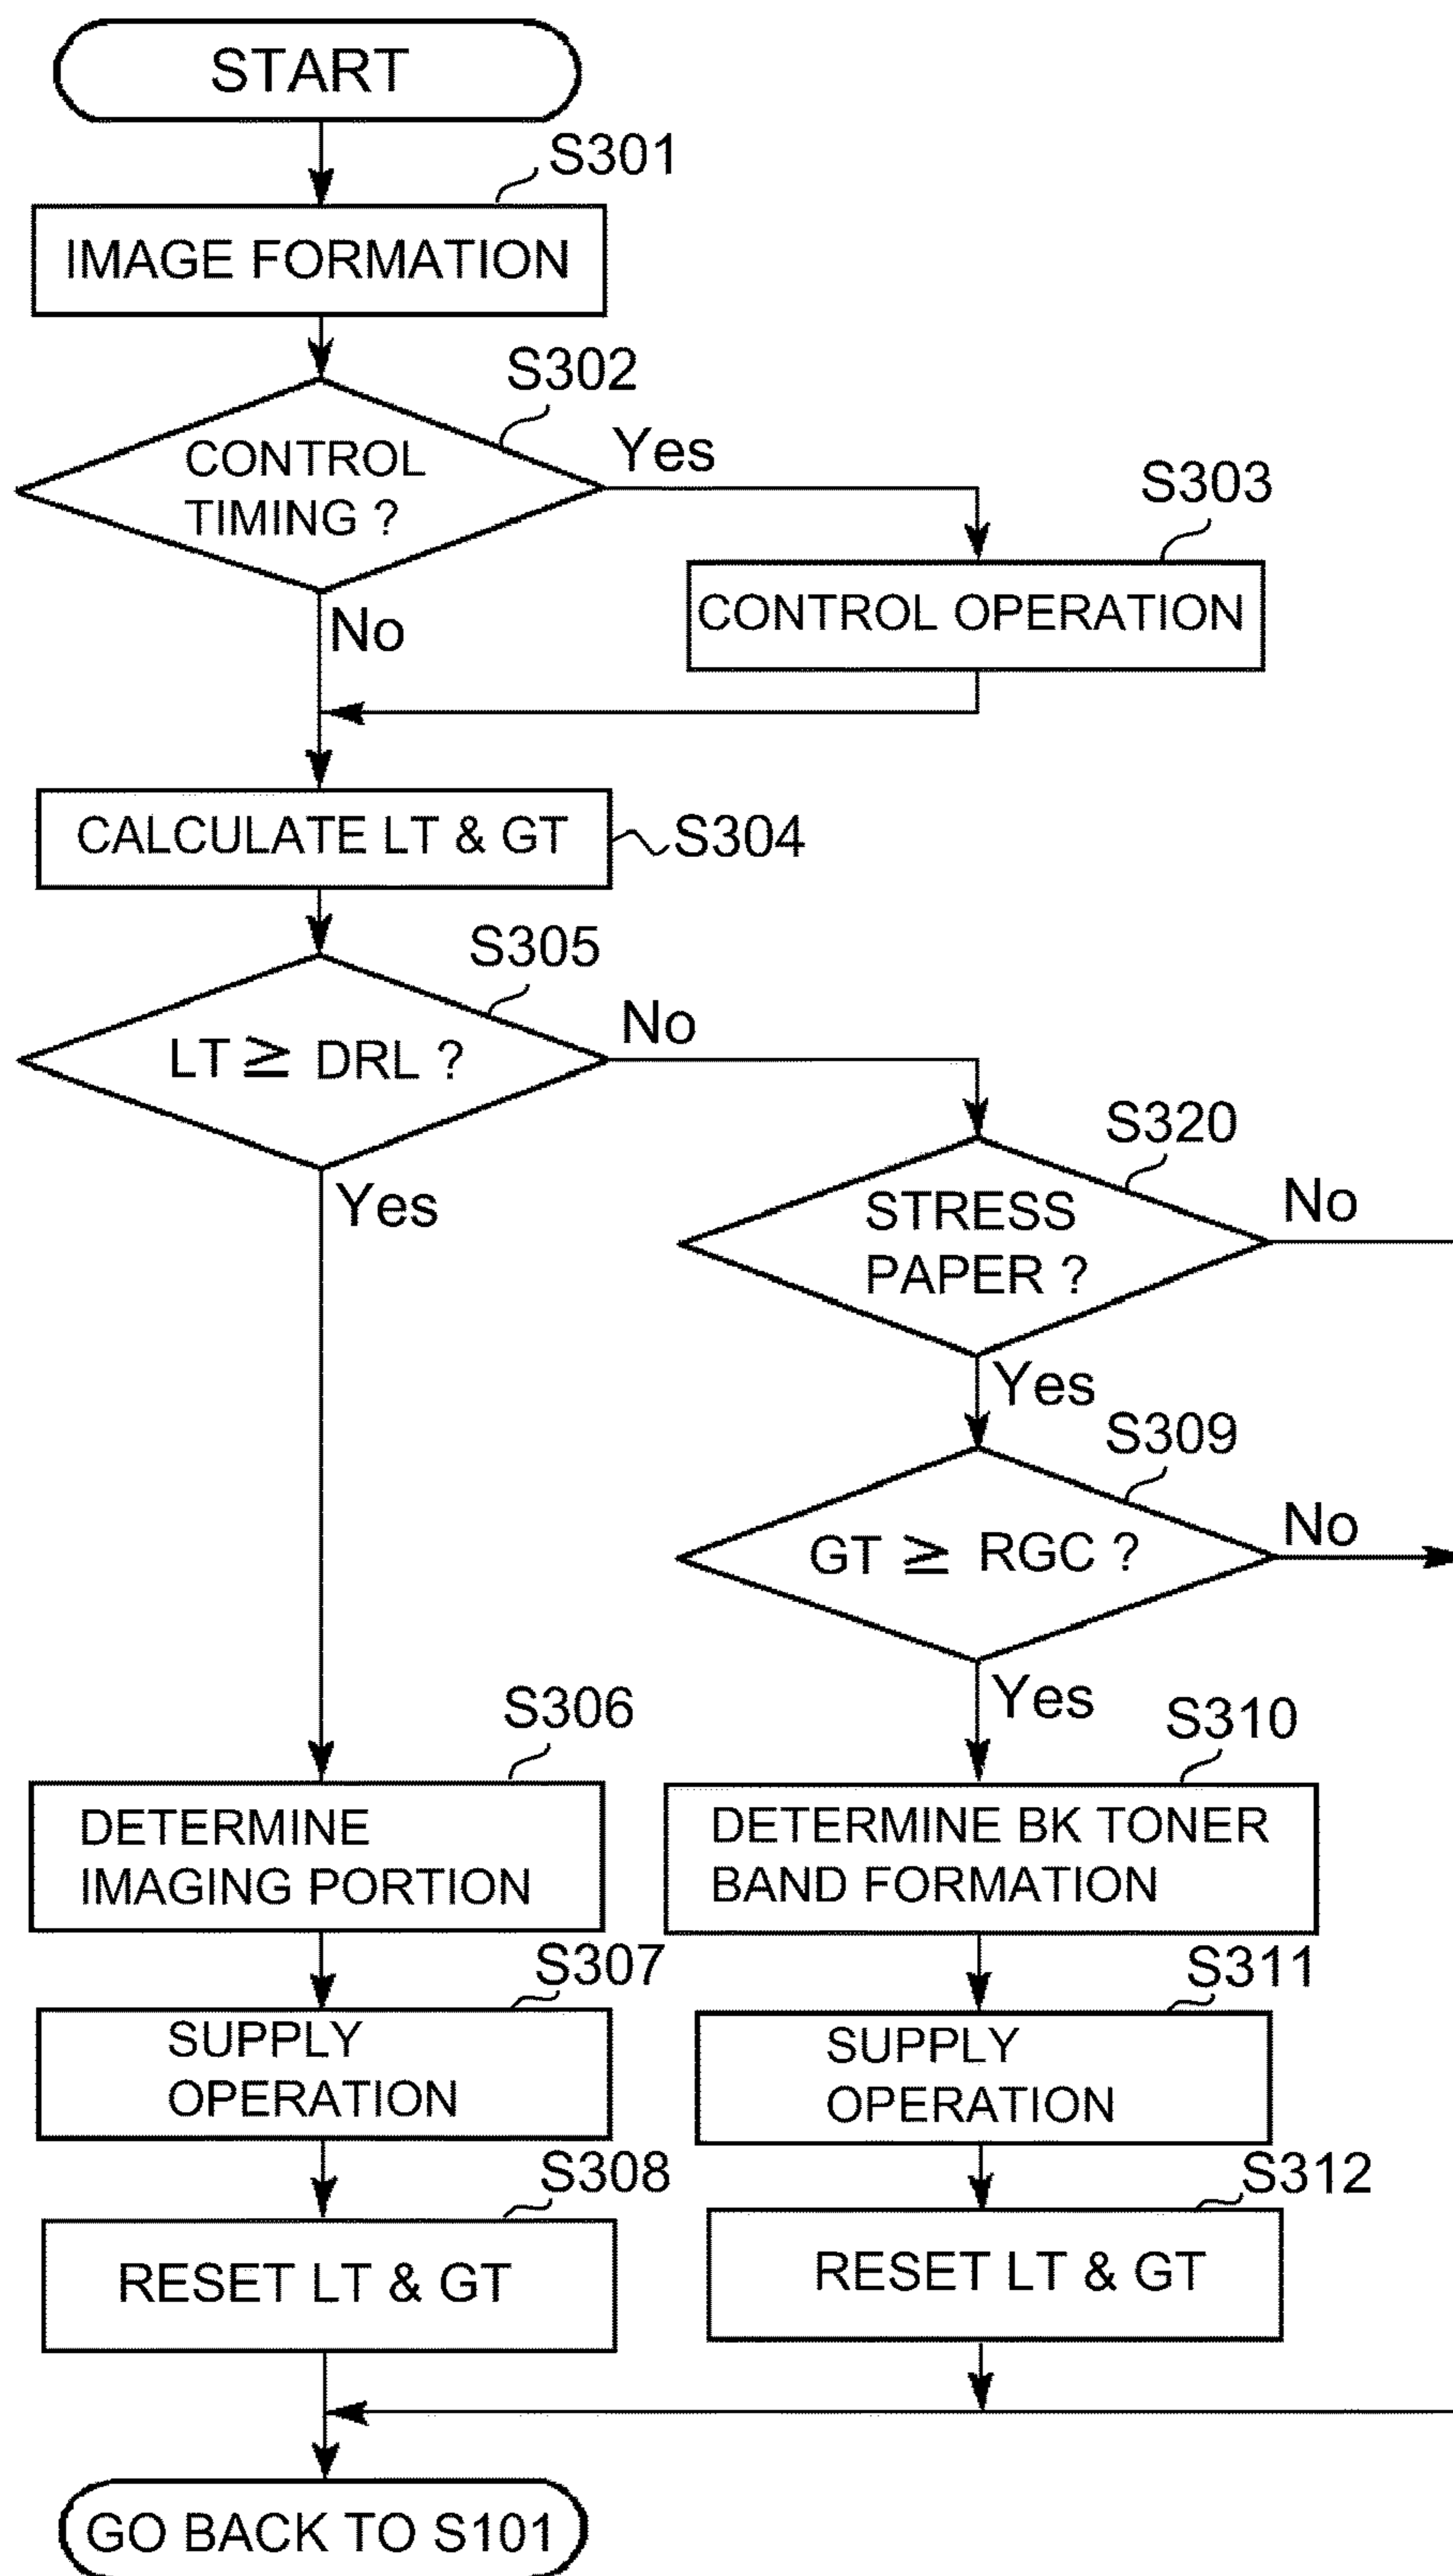 START
S301
IMAGE FORMATION
S302
CONTROL
TIMING ?
Yes
No
S303
CONTROL OPERATION
CALCULATE LT & GT
S304
S305
LT ≧ DRL ?
No
Yes
S320
STRESS
PAPER ?
No
Yes
S309
GT ≧ RGC ?
No
Yes
S306
DETERMINE
IMAGING PORTION
S310
DETERMINE BK TONER
BAND FORMATION
S307
SUPPLY
OPERATION
S311
SUPPLY
OPERATION
S308
RESET LT & GT
S312
RESET LT & GT
GO BACK TO S101